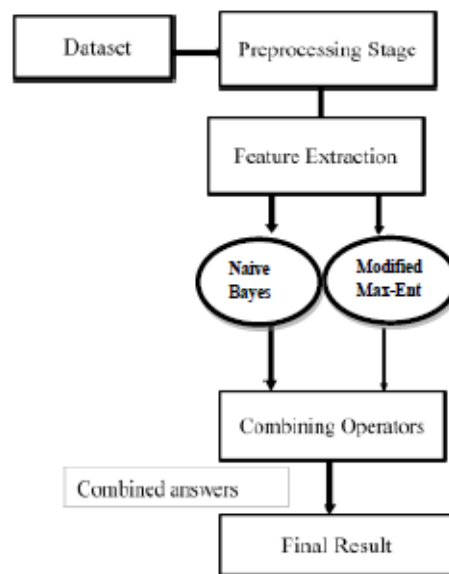 Dataset
Preprocessing Stage
Feature Extraction
Naive
Bayes
Modified
Max-Ent
Combining Operators
Combined answers
Final Result